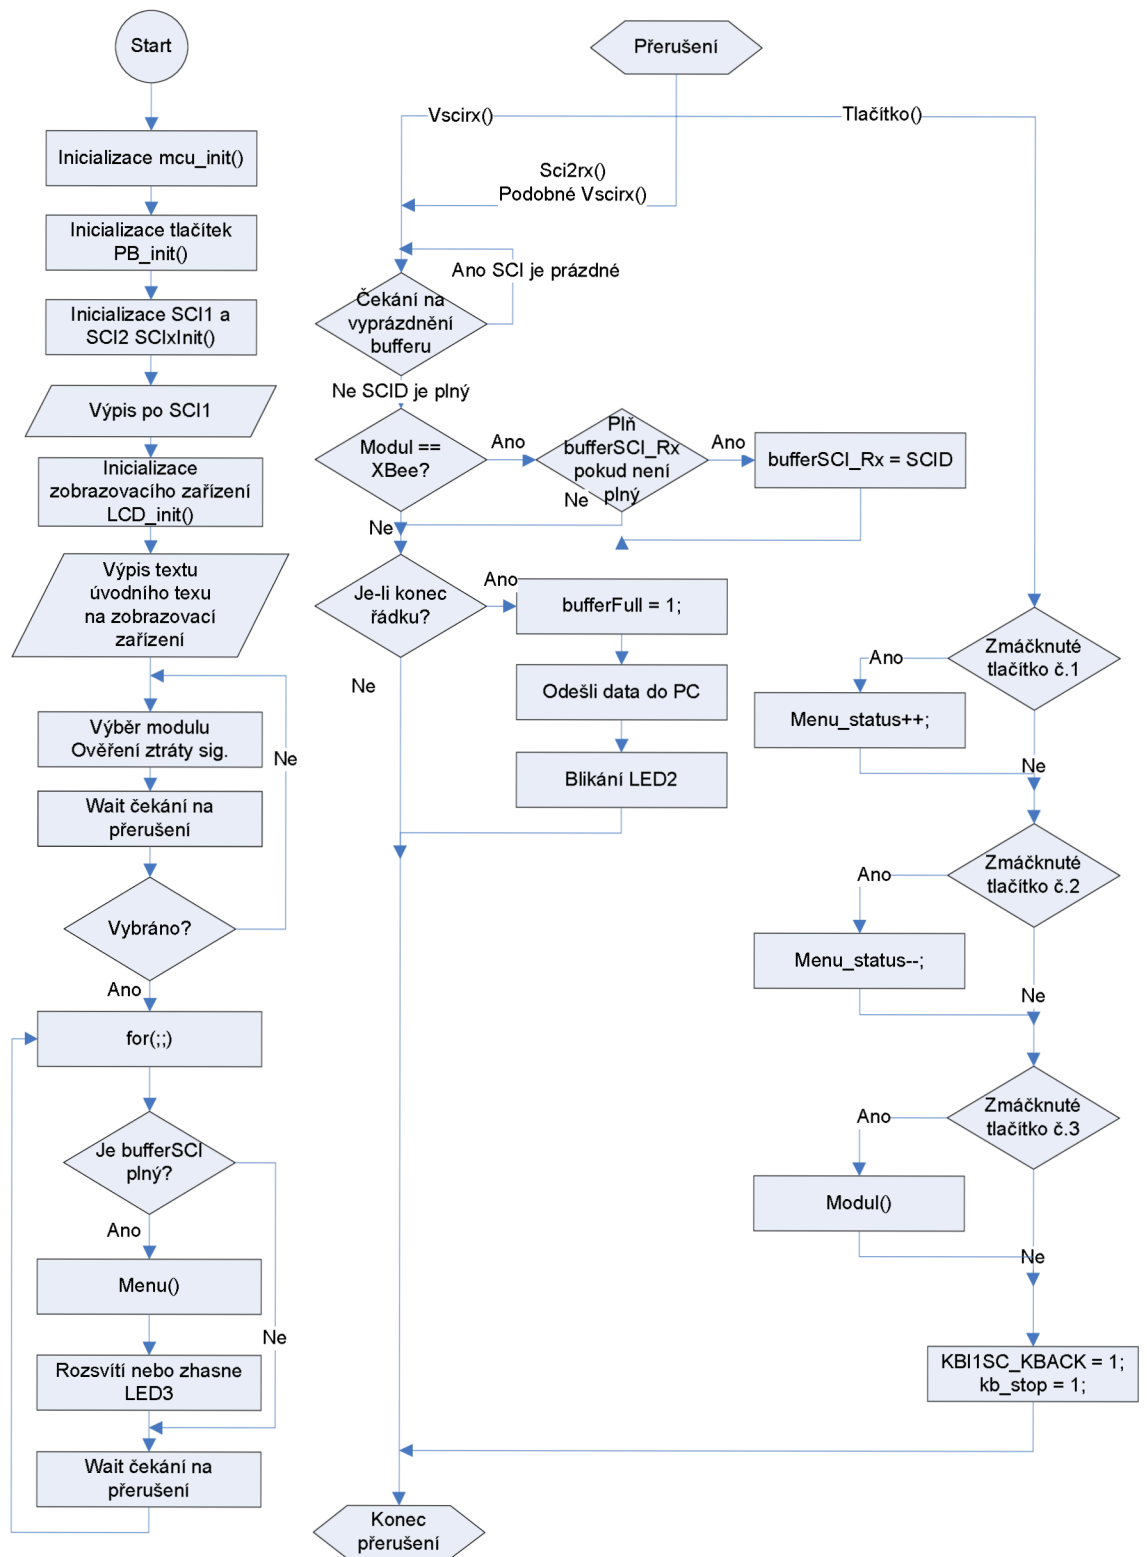 Start
Inicializace mcu_init()
Inicializace tlačítek
PB_init()
Inicializace SCI1 a
SCI2 SCIxInit()
Výpis po SCI1
Inicializace
zobrazovacího zařízení
LCD_init()
Výpis textu
úvodního texu
na zobrazovací
zařízení
Výběr modulu
Ověření ztráty sig.
Ne
Wait čekání na
přerušení
Vybráno?
Ano
for(;;)
Je bufferSCI
plný?
Ano
Menu()
Ne
Rozsvítí nebo zhasne
LED3
Wait čekání na
přerušení
Přerušení
Vscirx()
Tlačítko()
Sci2rx()
Podobné Vscirx()
Ano SCI je prázdné
Čekání na
vyprázdnění
bufferu
Ne SCID je plný
Modul ==
XBee?
Ano
Plň
bufferSCI_Rx
pokud není
plný
Ano
bufferSCI_Rx = SCID
Ne
Ne
Je-li konec
řádku?
Ano
bufferFull = 1;
Ne
Odešli data do PC
Blikání LED2
Zmáčknuté
tlačítko č.1
Ano
Menu_status++;
Ne
Zmáčknuté
tlačítko č.2
Ano
Menu_status--;
Ne
Zmáčknuté
tlačítko č.3
Ano
Modul()
Ne
KBI1SC_KBACK = 1;
kb_stop = 1;
Konec
přerušení